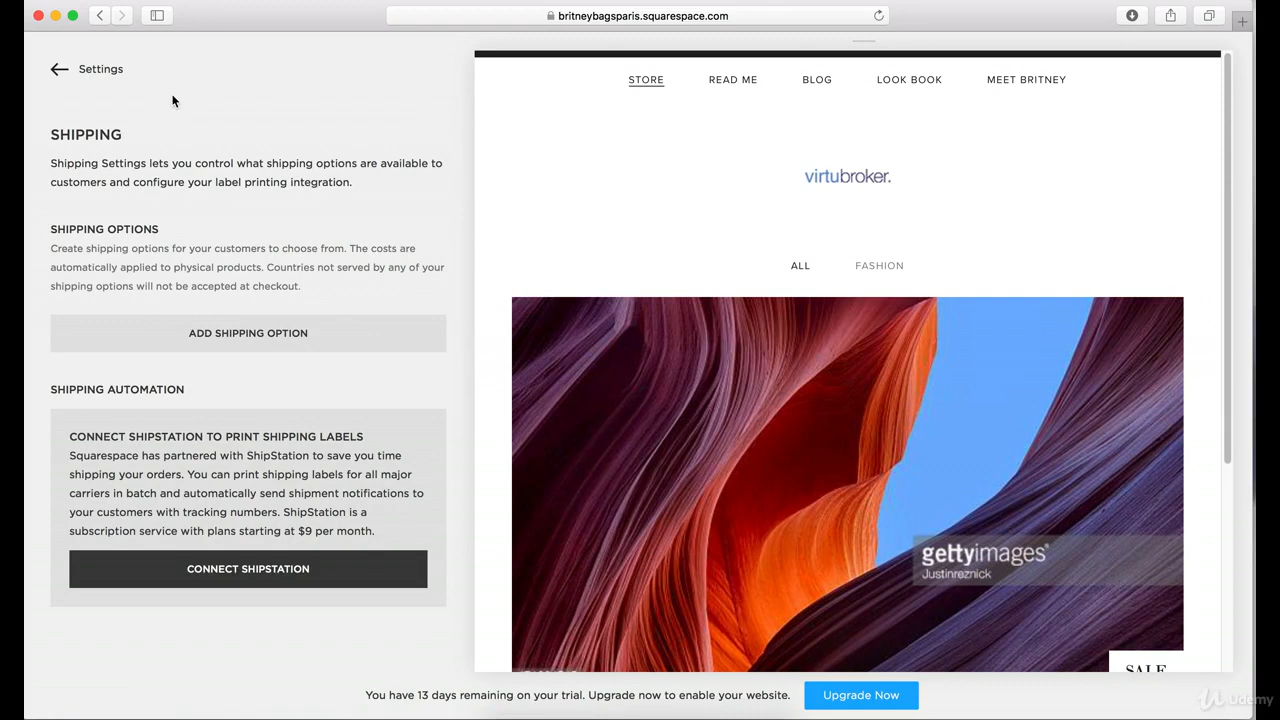 britneybagsparis.squarespace.com
Settings
SHIPPING
Shipping Settings lets you control what shipping options are available to
customers and configure your label printing integration.
SHIPPING OPTIONS
Create shipping options for your customers to choose from. The costs are
automatically applied to physical products. Countries not served by any of your
shipping options will not be accepted at checkout.
ADD SHIPPING OPTION
SHIPPING AUTOMATION
CONNECT SHIPSTATION TO PRINT SHIPPING LABELS
Squarespace has partnered with ShipStation to save you time
shipping your orders. You can print shipping labels for all major
carriers in batch and automatically send shipment notifications to
your customers with tracking numbers. ShipStation is a
subscription service with plans starting at $9 per month.
CONNECT SHIPSTATION
STORE READ ME BLOG LOOK BOOK MEET BRITNEY
virtubroker.
ALL FASHION
gettyimages®
Justinreznick
SALE
You have 13 days remaining on your trial. Upgrade now to enable your website. Upgrade Now
Udemy